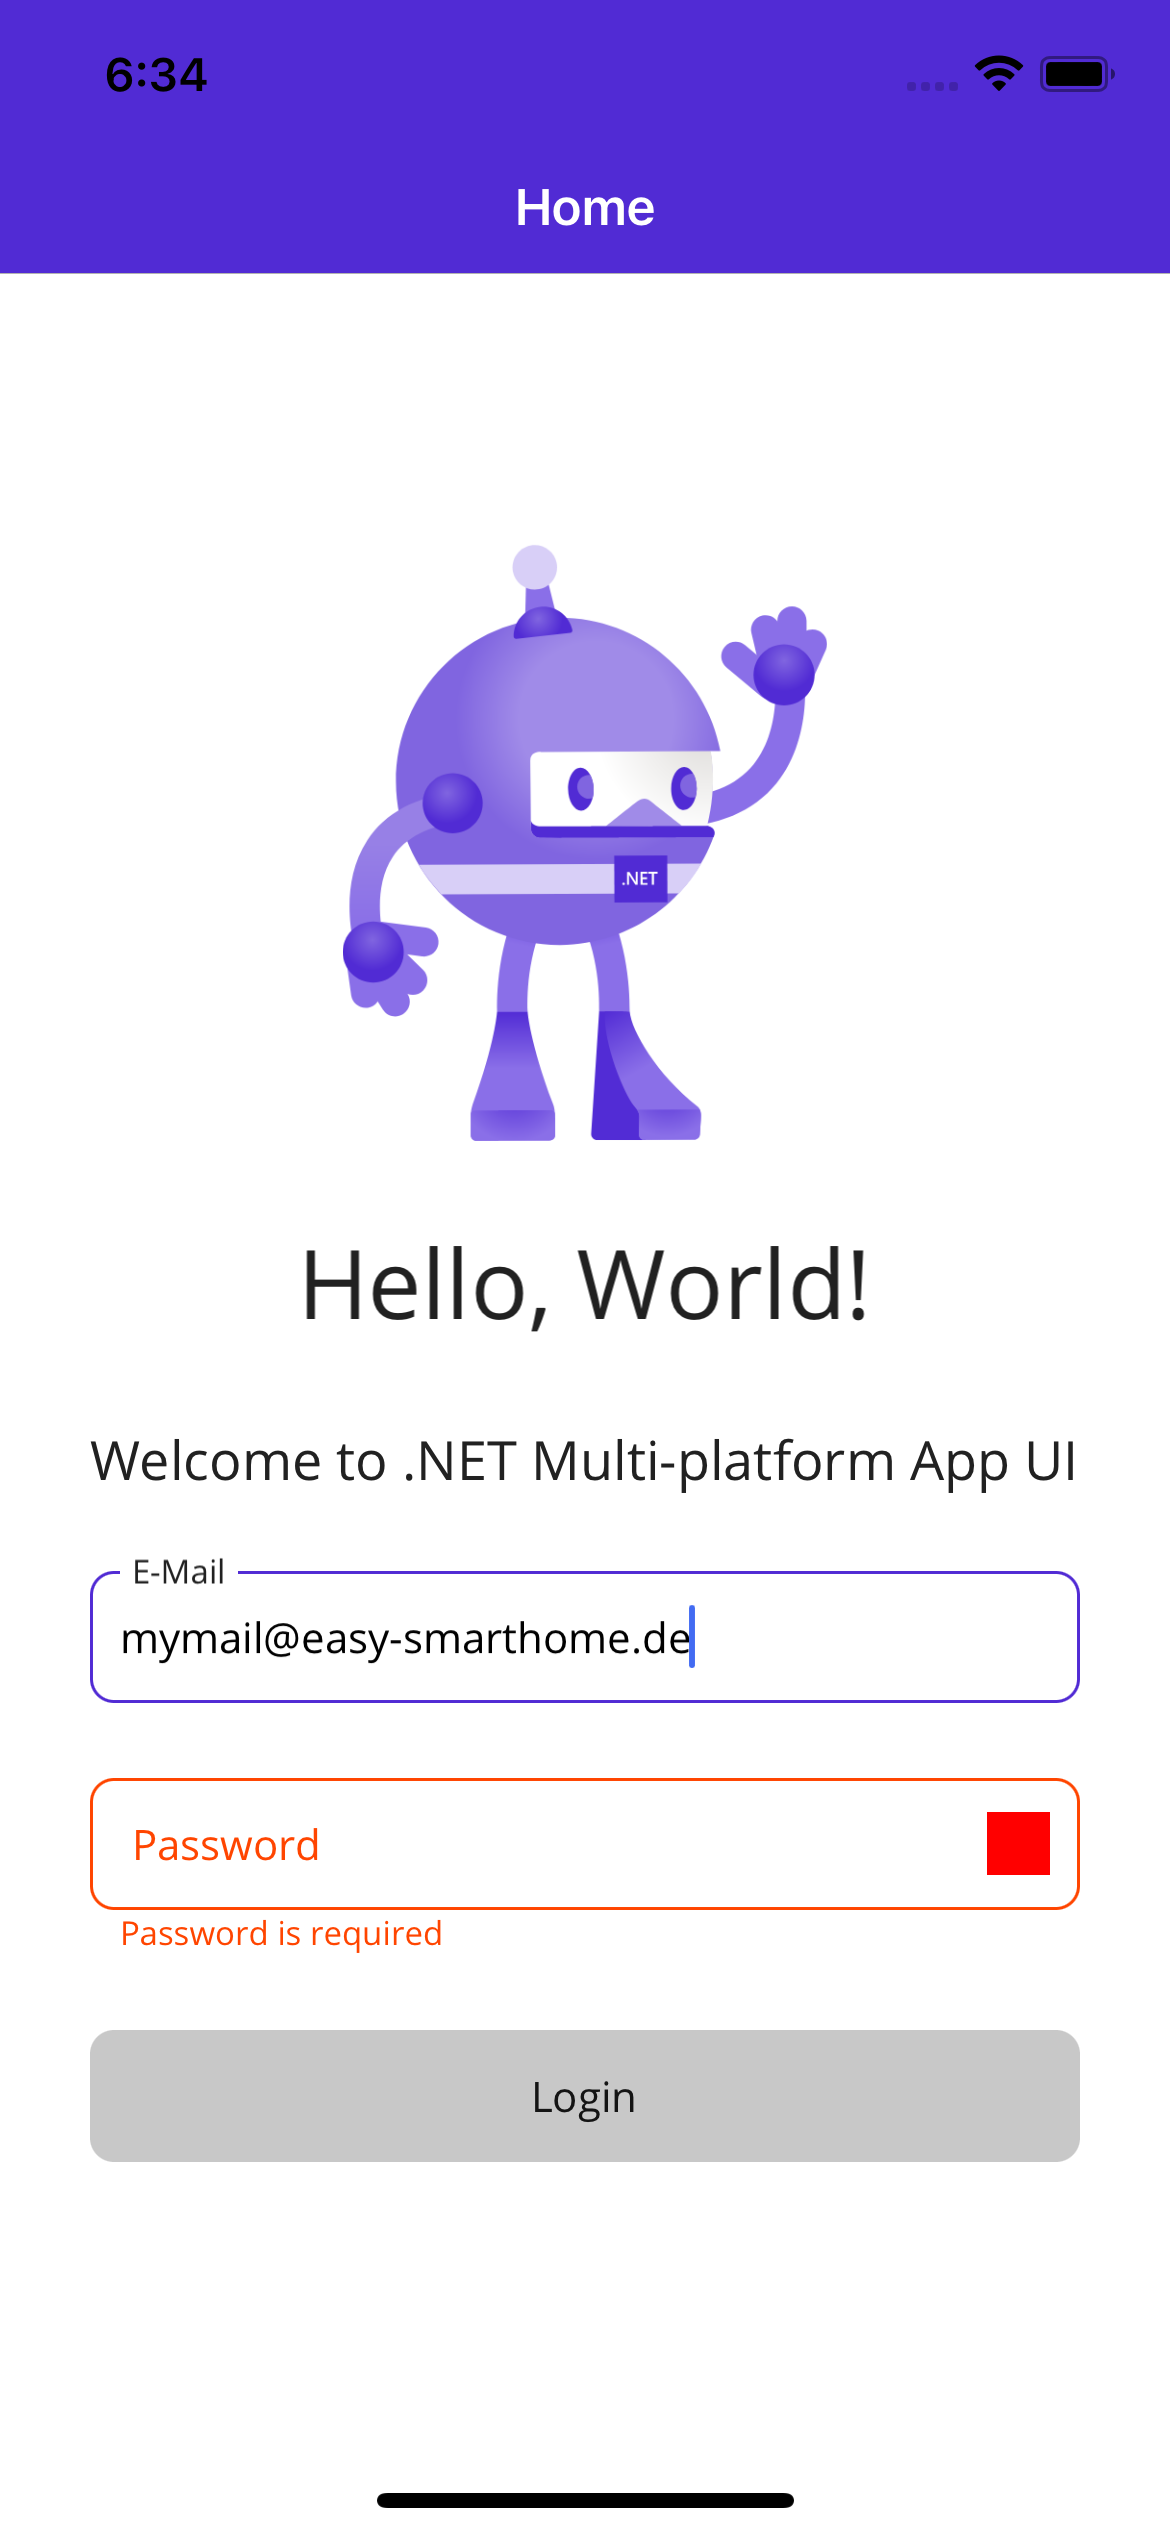 6:34
Home
.NET
Hello, World!
Welcome to .NET Multi-platform App UI
E-Mail
mymail@easy-smarthome.de
Password
Password is required
Login